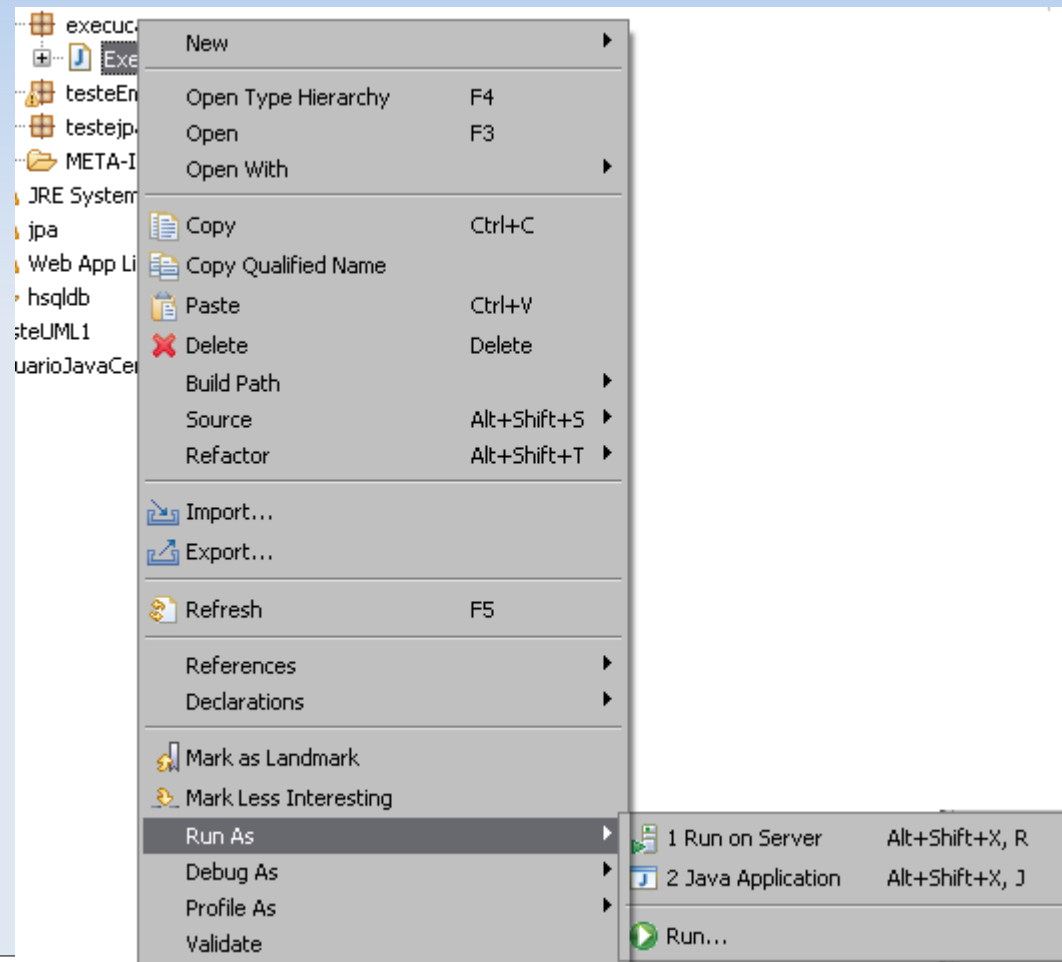 execuc
Exe
testeEn
testejp
META-I
JRE System
jpa
Web App Li
hsqldb
steUML1
uarioJavaCer
New
Open Type Hierarchy F4
Open F3
Open With
Copy Ctrl+C
Copy Qualified Name
Paste Ctrl+V
Delete Delete
Build Path
Source Alt+Shift+S
Refactor Alt+Shift+T
Import...
Export...
Refresh F5
References
Declarations
Mark as Landmark
Mark Less Interesting
Run As
Debug As
Profile As
Validate
1 Run on Server Alt+Shift+X, R
2 Java Application Alt+Shift+X, J
Run...